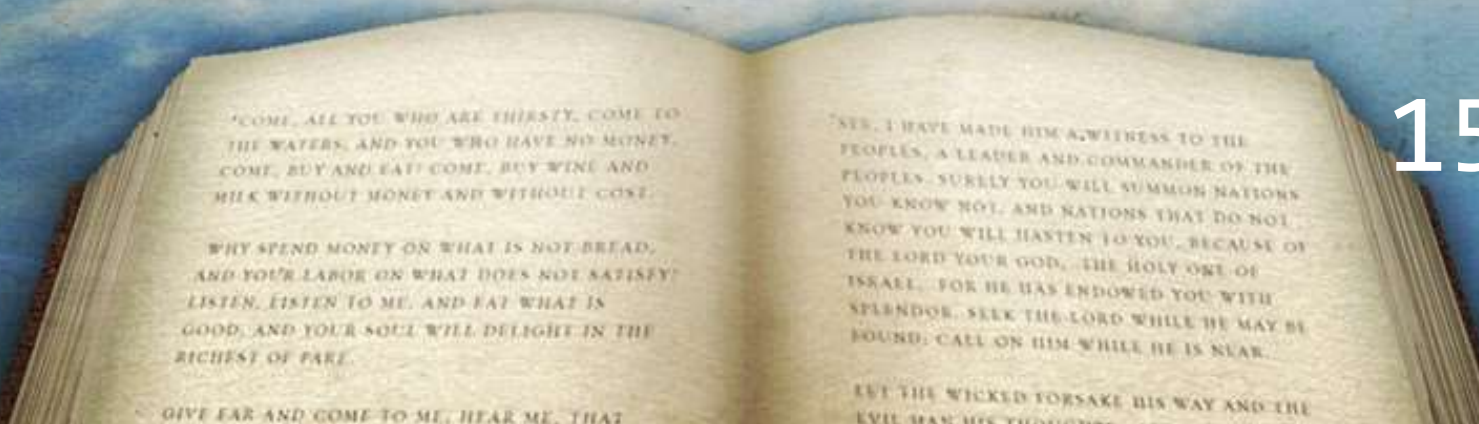 "COME, ALL YOU WHO ARE THIRSTY, COME TO
THE WATERS, AND YOU WHO HAVE NO MONEY,
COME, BUY AND EAT! COME, BUY WINE AND
MILK WITHOUT MONEY AND WITHOUT COST.
WHY SPEND MONEY ON WHAT IS NOT BREAD,
AND YOUR LABOR ON WHAT DOES NOT SATISFY?
LISTEN, LISTEN TO ME, AND EAT WHAT IS
GOOD, AND YOUR SOUL WILL DELIGHT IN THE
RICHEST OF FARE.
GIVE EAR AND COME TO ME; HEAR ME, THAT
"SEE, I HAVE MADE HIM A WITNESS TO THE
PEOPLES, A LEADER AND COMMANDER OF THE
PEOPLES. SURELY YOU WILL SUMMON NATIONS
YOU KNOW NOT, AND NATIONS THAT DO NOT
KNOW YOU WILL HASTEN TO YOU, BECAUSE OF
THE LORD YOUR GOD, THE HOLY ONE OF
ISRAEL, FOR HE HAS ENDOWED YOU WITH
SPLENDOR. SEEK THE LORD WHILE HE MAY BE
FOUND; CALL ON HIM WHILE HE IS NEAR.
LET THE WICKED FORSAKE HIS WAY AND THE
EVIL MAN HIS THOUGHTS
15